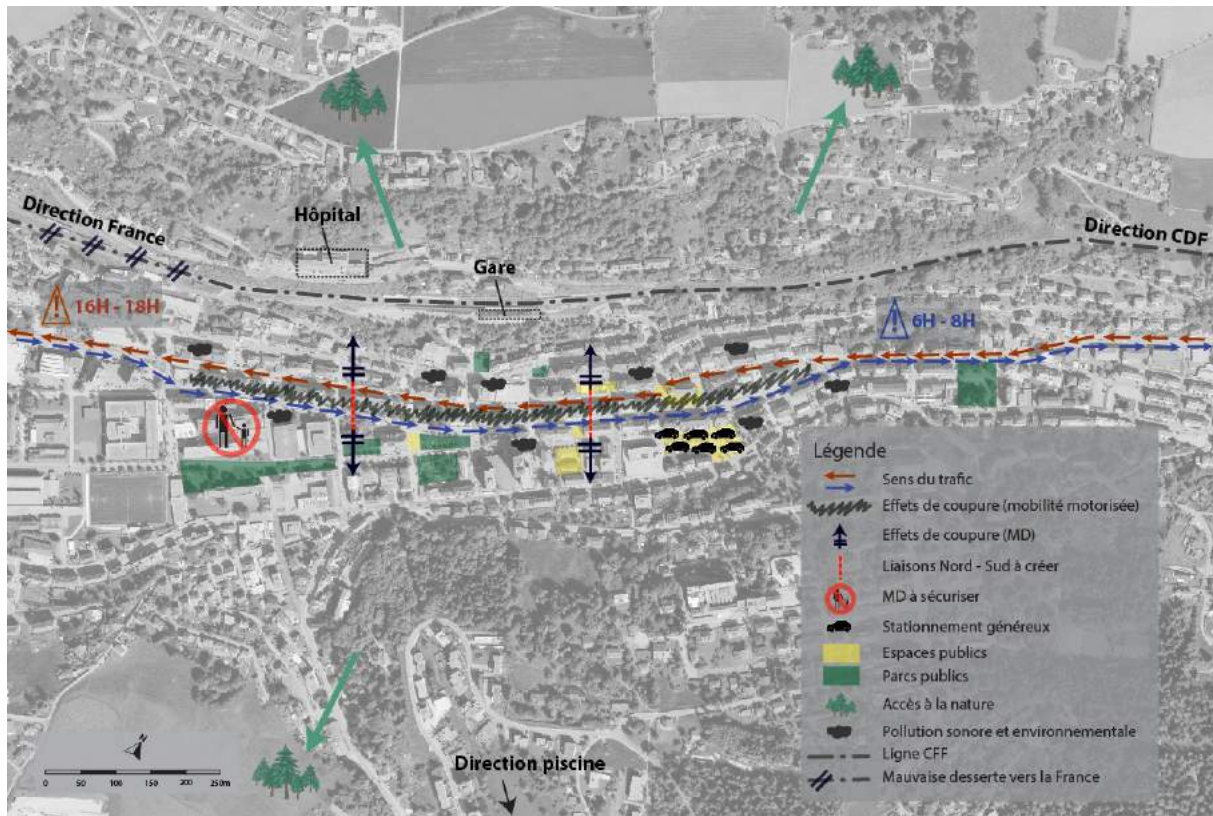 Direction France
Hôpital
Direction CDF
Gare
16H - 18H
6H - 8H
Légende
Sens du trafic
Effets de coupure (mobilité motorisée)
Effets de coupure (MD)
Liaisons Nord - Sud à créer
MD à sécuriser
Stationnement généreux
Espaces publics
Parcs publics
Accès à la nature
Pollution sonore et environnementale
Ligne CFF
Mauvaise desserte vers la France
Direction piscine
N
0 50 100 150 200 250m